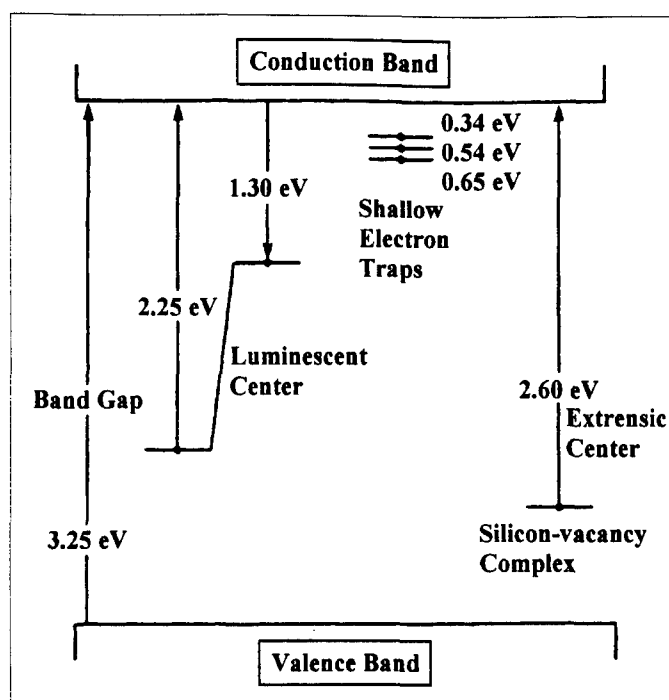 Conduction Band
0.34 eV
0.54 eV
0.65 eV
1.30 eV
Shallow
Electron
Traps
2.25 eV
Luminescent
Center
Band Gap
2.60 eV
Extrensic
Center
3.25 eV
Silicon-vacancy
Complex
Valence Band